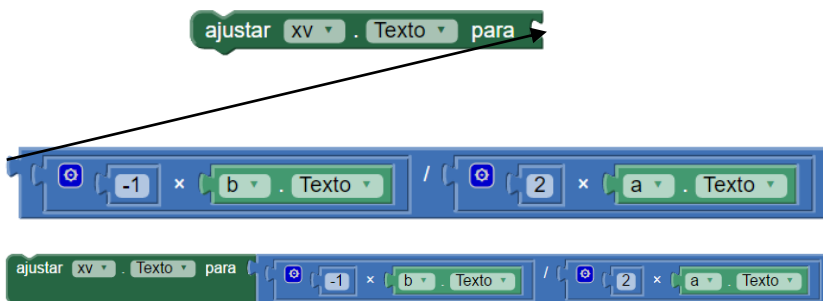 ajustar xv . Texto para
-1 × b . Texto / 2 × a . Texto
ajustar xv . Texto para -1 × b . Texto / 2 × a . Texto